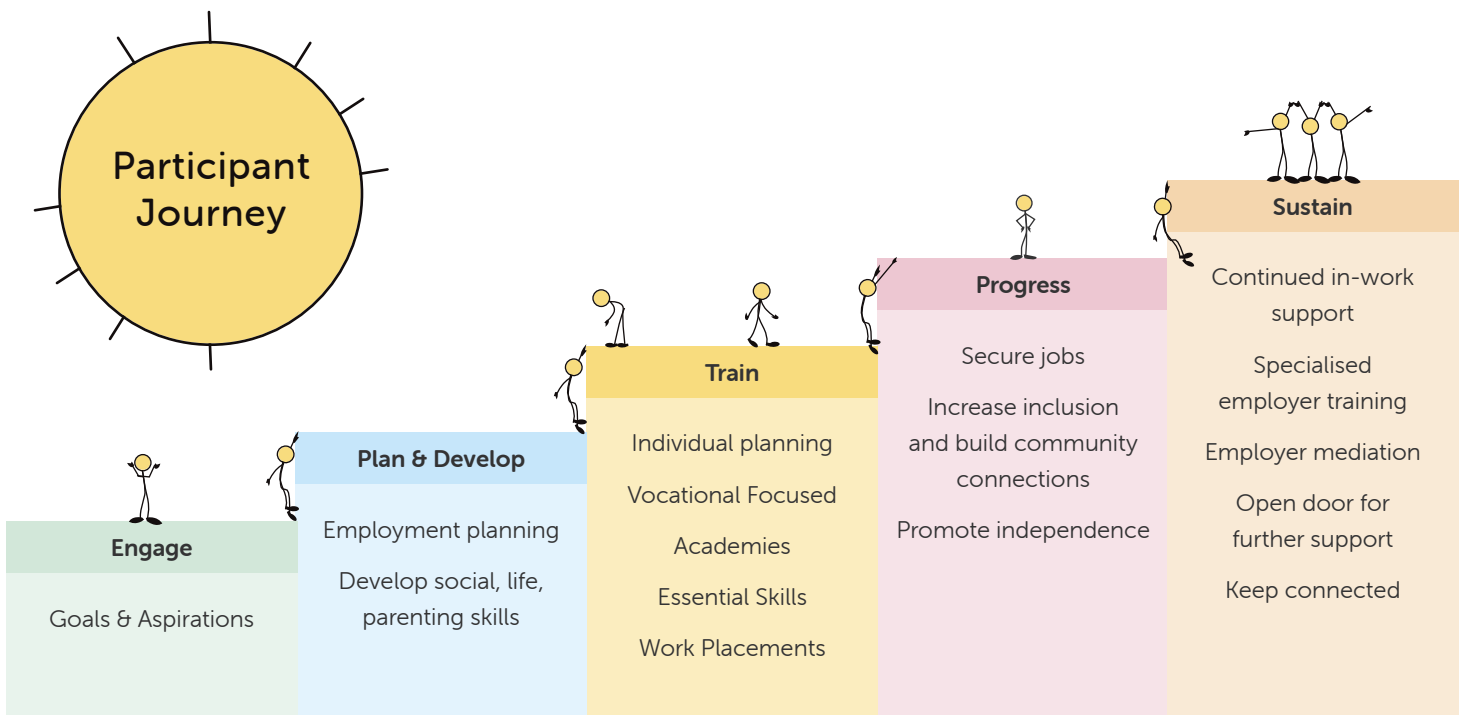 Participant
Journey
Engage
Goals & Aspirations
Plan & Develop
Employment planning
Develop social, life,
parenting skills
Train
Individual planning
Vocational Focused
Academies
Essential Skills
Work Placements
Progress
Secure jobs
Increase inclusion
and build community
connections
Promote independence
Sustain
Continued in-work
support
Specialised
employer training
Employer mediation
Open door for
further support
Keep connected